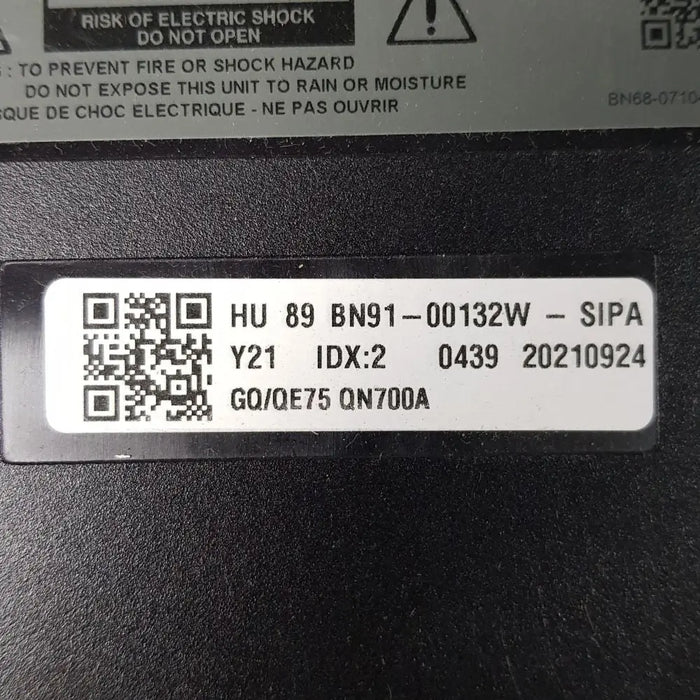 RISK OF ELECTRIC SHOCK
DO NOT OPEN
: TO PREVENT FIRE OR SHOCK HAZARD
DO NOT EXPOSE THIS UNIT TO RAIN OR MOISTURE
DE CHOC ELECTRIQUE - NE PAS OUVRIR
BN68-0710
HU 89 BN91-00132W - SIPA
Y21 IDX:2 0439 20210924
GQ/QE75 QN700A